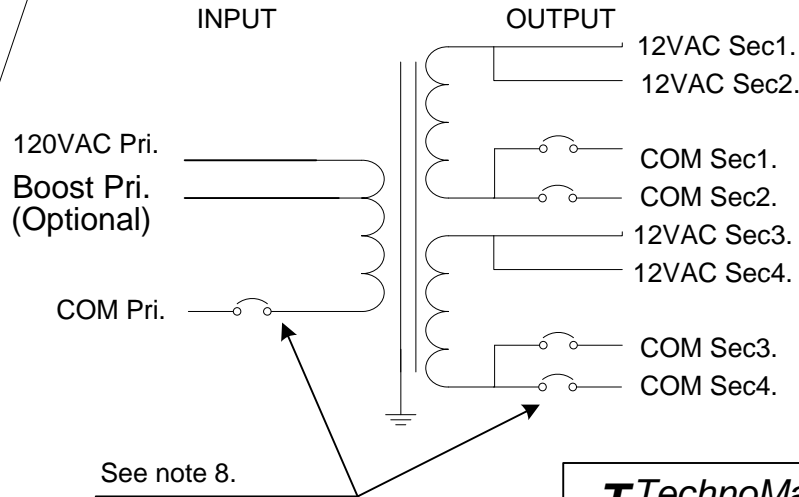 INPUT
OUTPUT
12VAC Sec1.
12VAC Sec2.
120VAC Pri.
Boost Pri.
(Optional)
COM Sec1.
COM Sec2.
12VAC Sec3.
12VAC Sec4.
COM Pri.
COM Sec3.
COM Sec4.
See note 8.